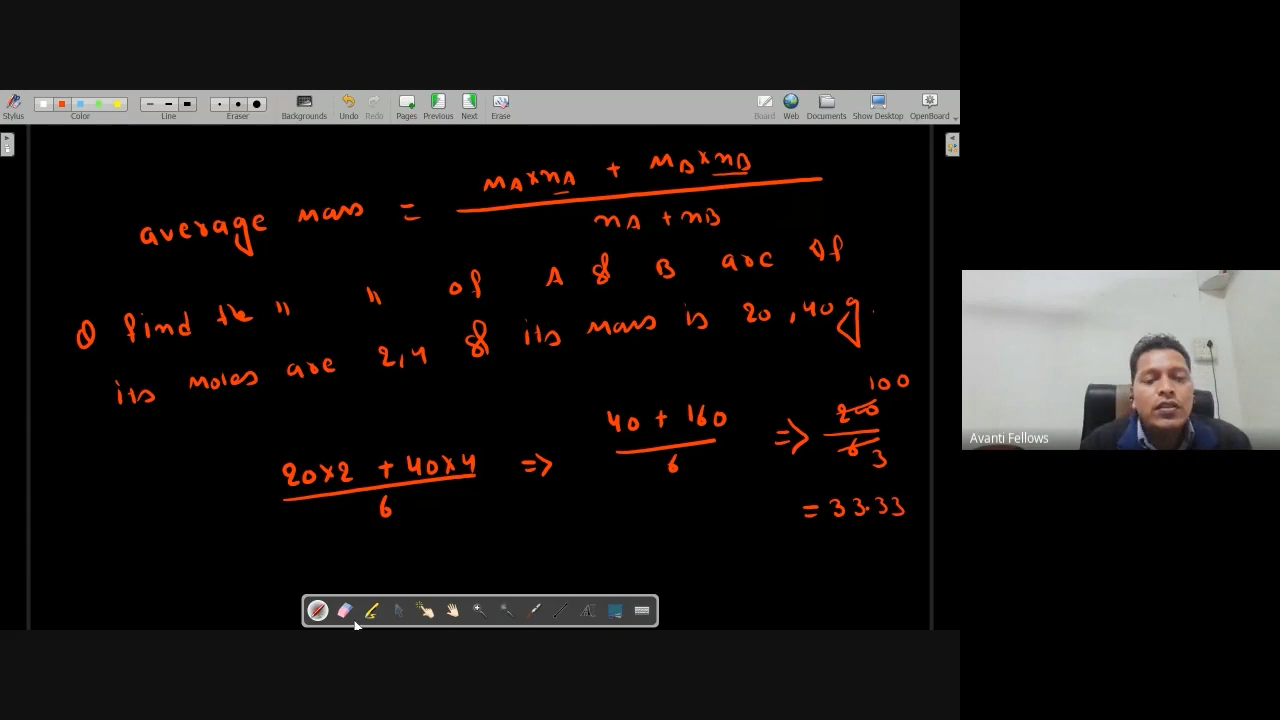 Stylus Color Line Eraser Backgrounds Undo Redo Pages Previous Next Erase Board Web Documents Show Desktop OpenBoard
average mass = (MA×nA + MB×nB) / (nA + nB)
Q find the " " of A & B are If
its moles are 2,4 & its mass is 20,40 g.
(20×2 + 40×4) / 6 => (40 + 160) / 6 => 200 / 6 100 3
= 33.33
Avanti Fellows